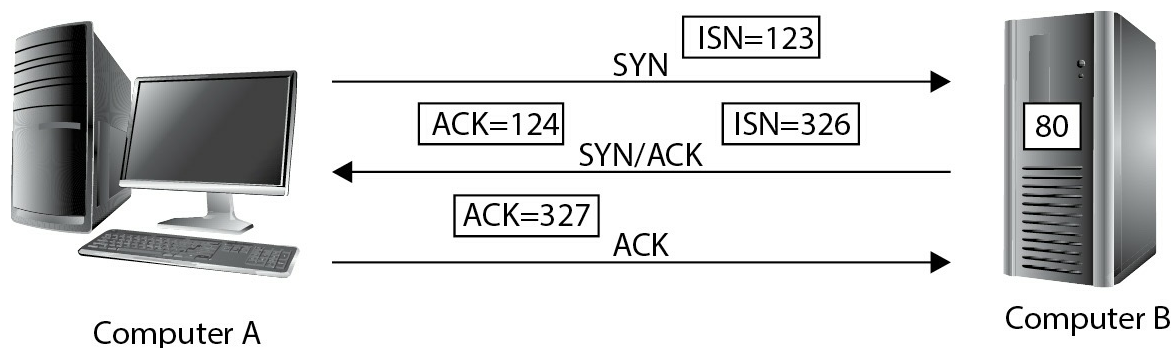 ISN=123
SYN
ACK=124
ISN=326
SYN/ACK
80
ACK=327
ACK
Computer A
Computer B